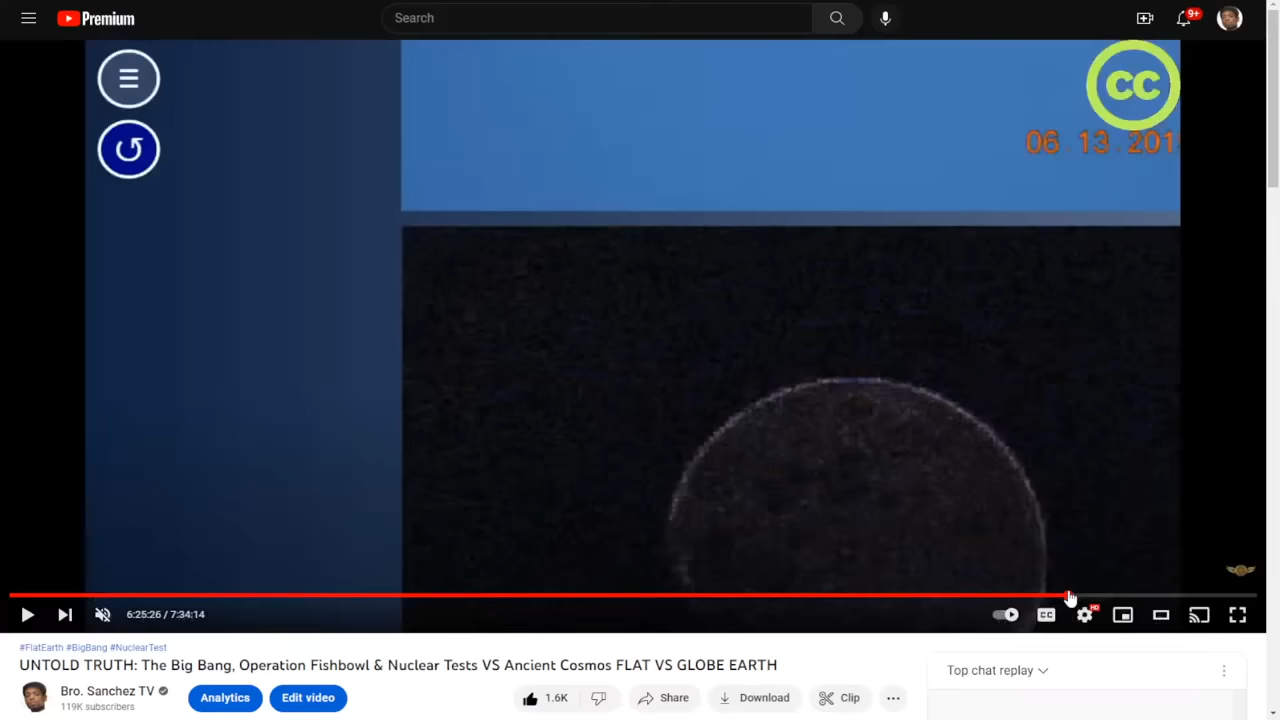 Premium
Search
9+
CC
06.13.201
6:25:26 / 7:34:14
CC
HD
#FlatEarth #BigBang #NuclearTest
UNTOLD TRUTH: The Big Bang, Operation Fishbowl & Nuclear Tests VS Ancient Cosmos FLAT VS GLOBE EARTH
Top chat replay
Bro. Sanchez TV
119K subscribers
Analytics
Edit video
1.6K
Share
Download
Clip